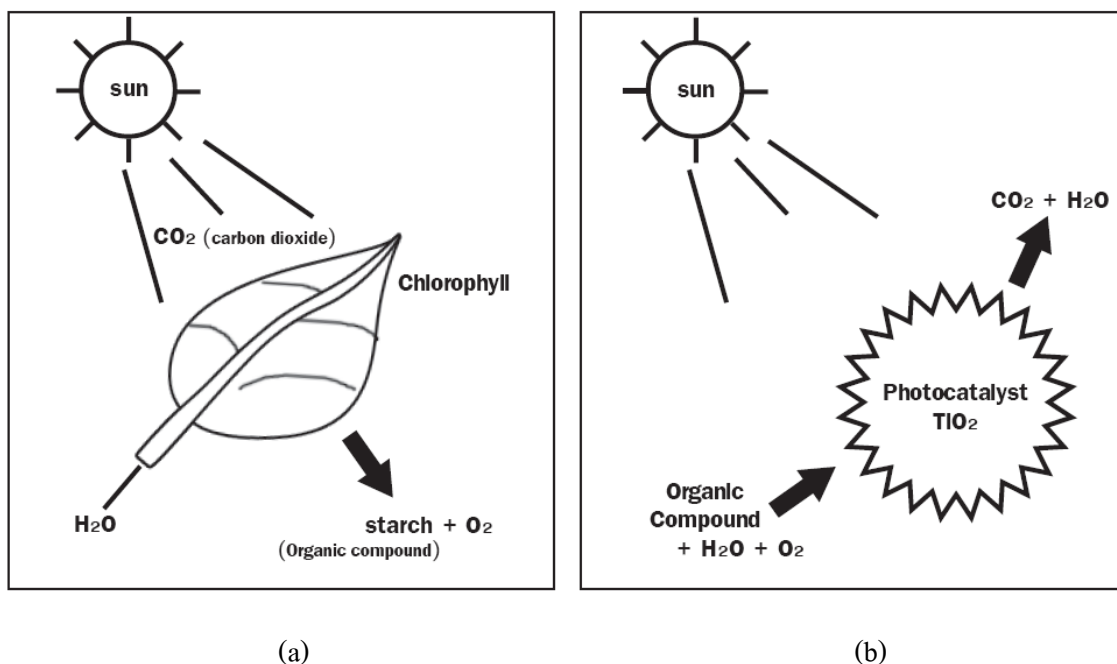 sun
CO₂ (carbon dioxide)
Chlorophyll
H₂O
starch + O₂
(Organic compound)
(a)
sun
CO₂ + H₂O
Photocatalyst
TIO₂
Organic
Compound
+ H₂O + O₂
(b)